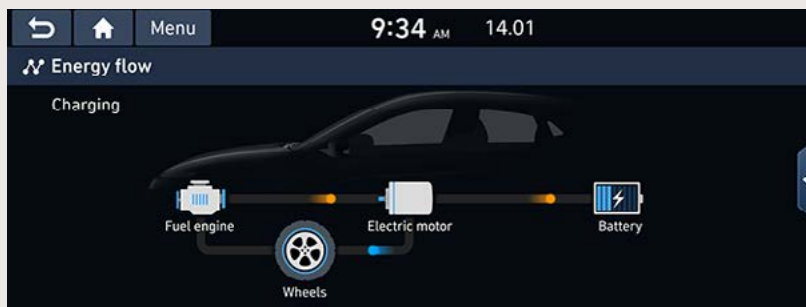 Menu 9:34 AM 14.01
Energy flow
Charging
Fuel engine Electric motor Battery
Wheels